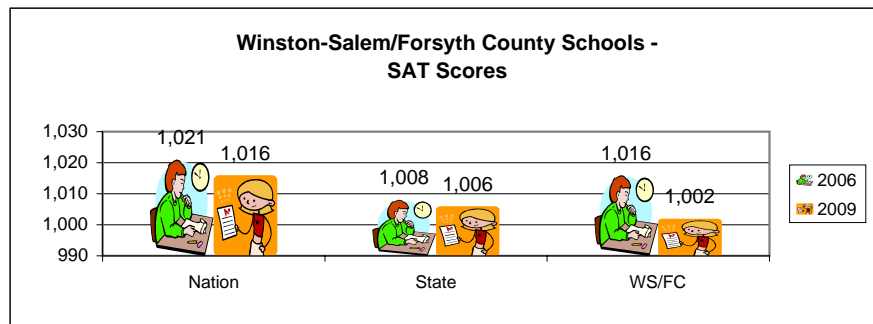 Winston-Salem/Forsyth County Schools -
SAT Scores
1,030
1,020
1,010
1,000
990
1,021
1,016
1,008
1,006
1,016
1,002
Nation
State
WS/FC
2006
2009